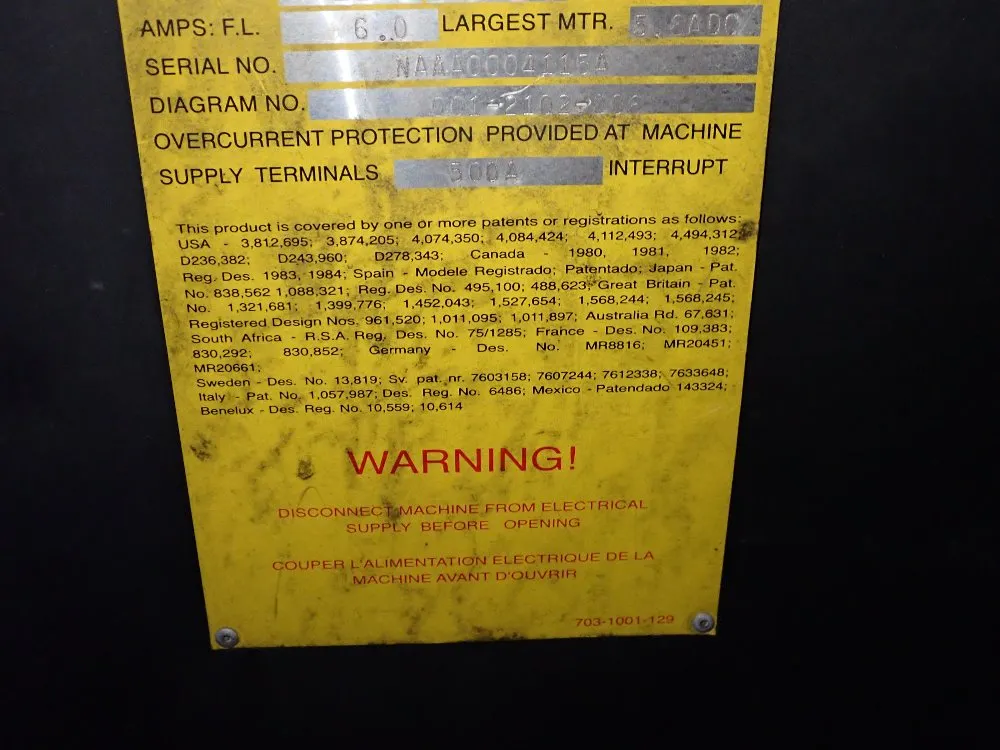 AMPS: F.L. 6.0 LARGEST MTR.
SERIAL NO.
DIAGRAM NO.
OVERCURRENT PROTECTION PROVIDED AT MACHINE
SUPPLY TERMINALS 500A INTERRUPT
This product is covered by one or more patents or registrations as follows:
USA - 3,812,695; 3,874,205; 4,074,350; 4,084,424; 4,112,493; 4,494,312;
D236,382; D243,960; D278,343; Canada - 1980, 1981, 1982;
Reg. Des. 1983, 1984; Spain - Modele Registrado; Patentado; Japan - Pat.
No. 838,562 1,088,321; Reg. Des. No. 495,100; 488,623; Great Britain - Pat.
No. 1,321,681; 1,399,776; 1,452,043; 1,527,654; 1,568,244; 1,568,245;
Registered Design Nos. 961,520; 1,011,095; 1,011,897; Australia Rd. 67,631;
South Africa - R.S.A. Reg. Des. No. 75/1285; France - Des. No. 109,383;
830,292; 830,852; Germany - Des. No. MR8816; MR20451;
MR20661;
Sweden - Des. No. 13,819; Sv. pat. nr. 7603158; 7607244; 7612338; 7633648;
Italy - Pat. No. 1,057,987; Des. Reg. No. 6486; Mexico - Patendado 143324;
Benelux - Des. Reg. No. 10,559; 10,614
WARNING!
DISCONNECT MACHINE FROM ELECTRICAL
SUPPLY BEFORE OPENING
COUPER L'ALIMENTATION ELECTRIQUE DE LA
MACHINE AVANT D'OUVRIR
703-1001-129